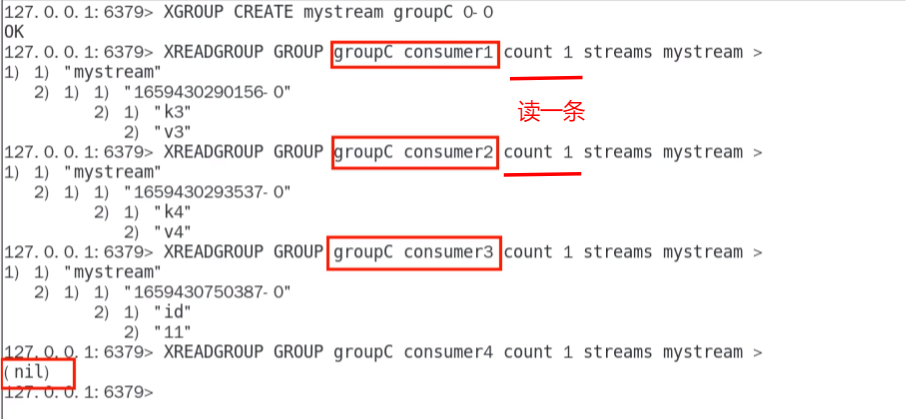 127.0.0.1:6379> XGROUP CREATE mystream groupC 0-0
OK
127.0.0.1:6379> XREADGROUP GROUP groupC consumer1 count 1 streams mystream >
1) 1) "mystream"
   2) 1) 1) "1659430290156-0"
         2) 1) "k3"
            2) "v3"
读一条
127.0.0.1:6379> XREADGROUP GROUP groupC consumer2 count 1 streams mystream >
1) 1) "mystream"
   2) 1) 1) "1659430293537-0"
         2) 1) "k4"
            2) "v4"
127.0.0.1:6379> XREADGROUP GROUP groupC consumer3 count 1 streams mystream >
1) 1) "mystream"
   2) 1) 1) "1659430750387-0"
         2) 1) "id"
            2) "11"
127.0.0.1:6379> XREADGROUP GROUP groupC consumer4 count 1 streams mystream >
(nil)
127.0.0.1:6379>